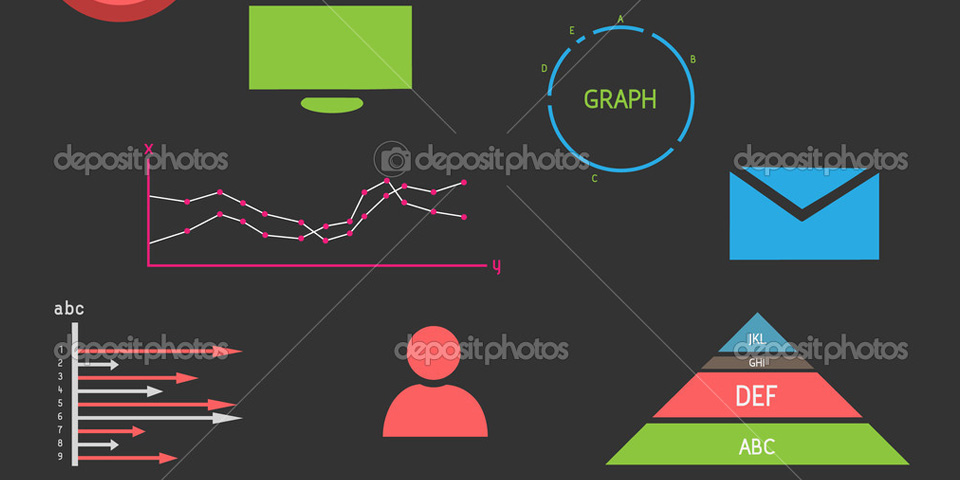 A
E
B
D
GRAPH
C
x
depositphotos
depositphotos
depositphotos
y
abc
1
2
3
4
5
6
7
8
9
depositphotos
depositphotos
depositphotos
JKL
GHI
DEF
ABC